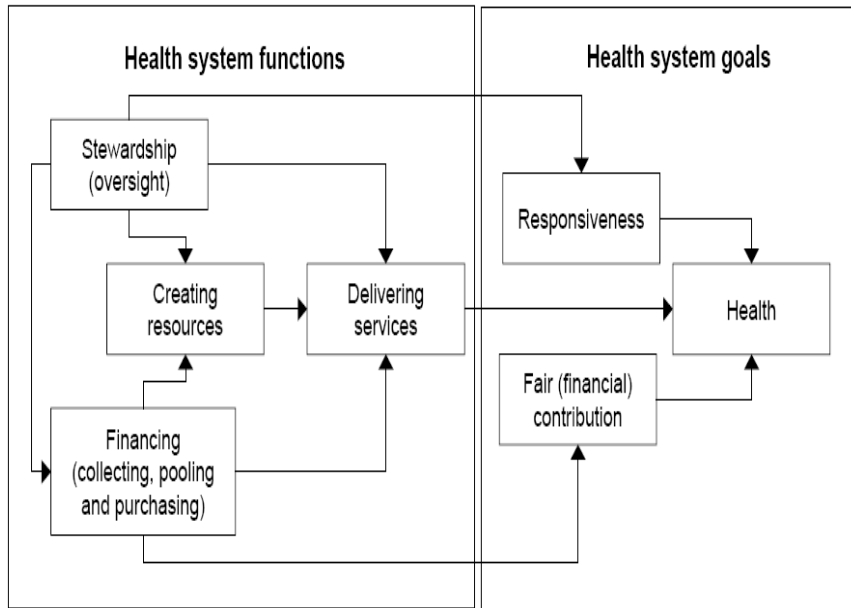 Health system functions
Health system goals
Stewardship
(oversight)
Responsiveness
Creating
resources
Delivering
services
Health
Fair (financial)
contribution
Financing
(collecting, pooling
and purchasing)